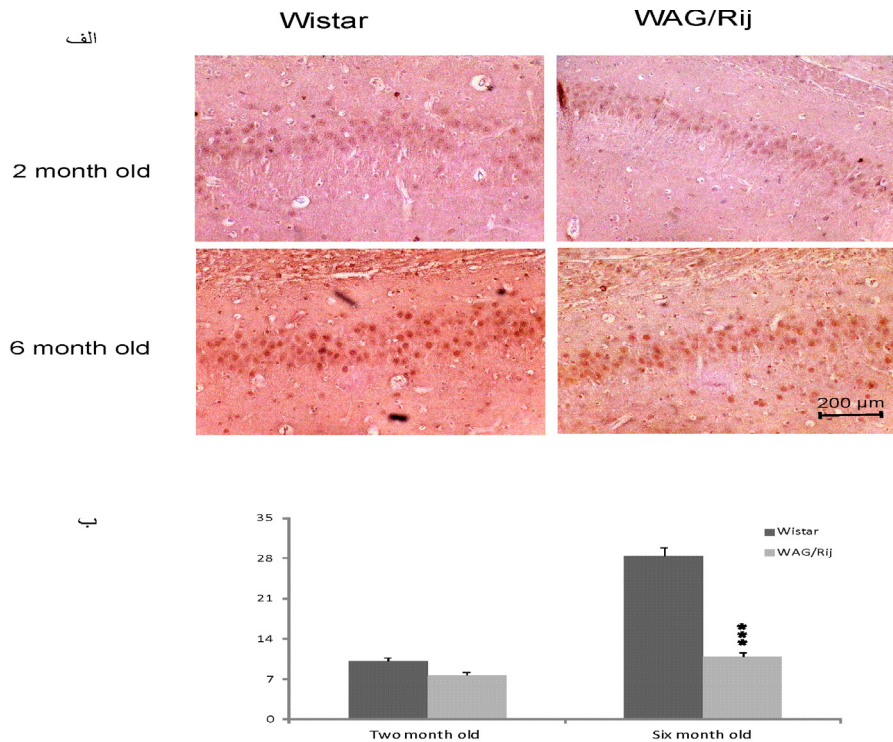 Wistar
WAG/Rij
الف
2 month old
6 month old
200 µm
ب
35
28
21
14
7
0
Wistar
WAG/Rij
***
Two month old
Six month old